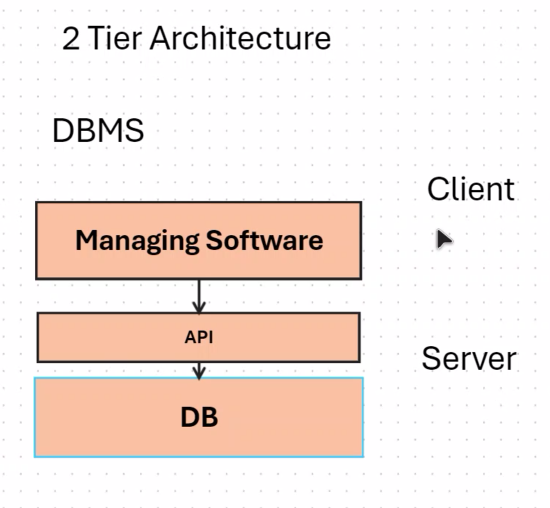 2 Tier Architecture
DBMS
Client
Managing Software
API
Server
DB